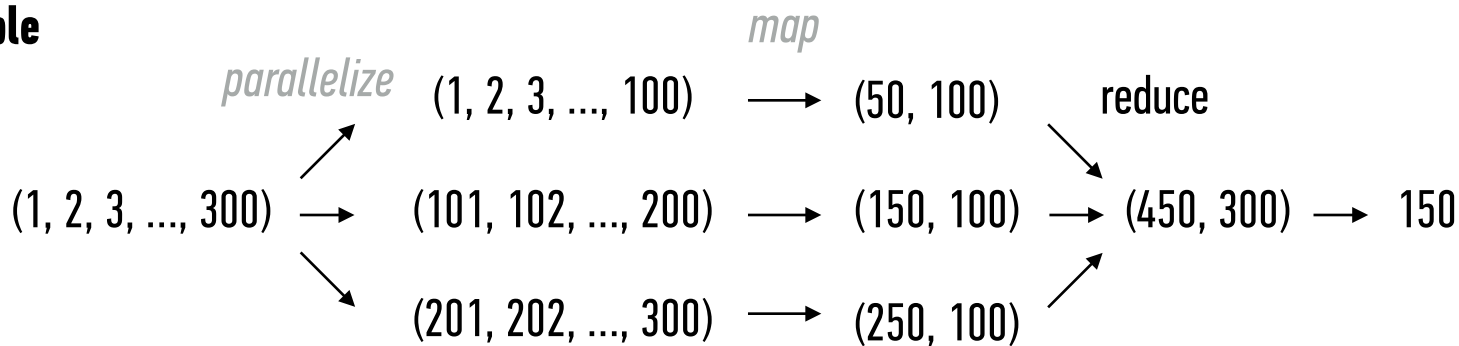 map
parallelize (1, 2, 3, ..., 100) (50, 100) reduce
(1, 2, 3, ..., 300) (101, 102, ..., 200) (150, 100) (450, 300) 150
(201, 202, ..., 300) (250, 100)